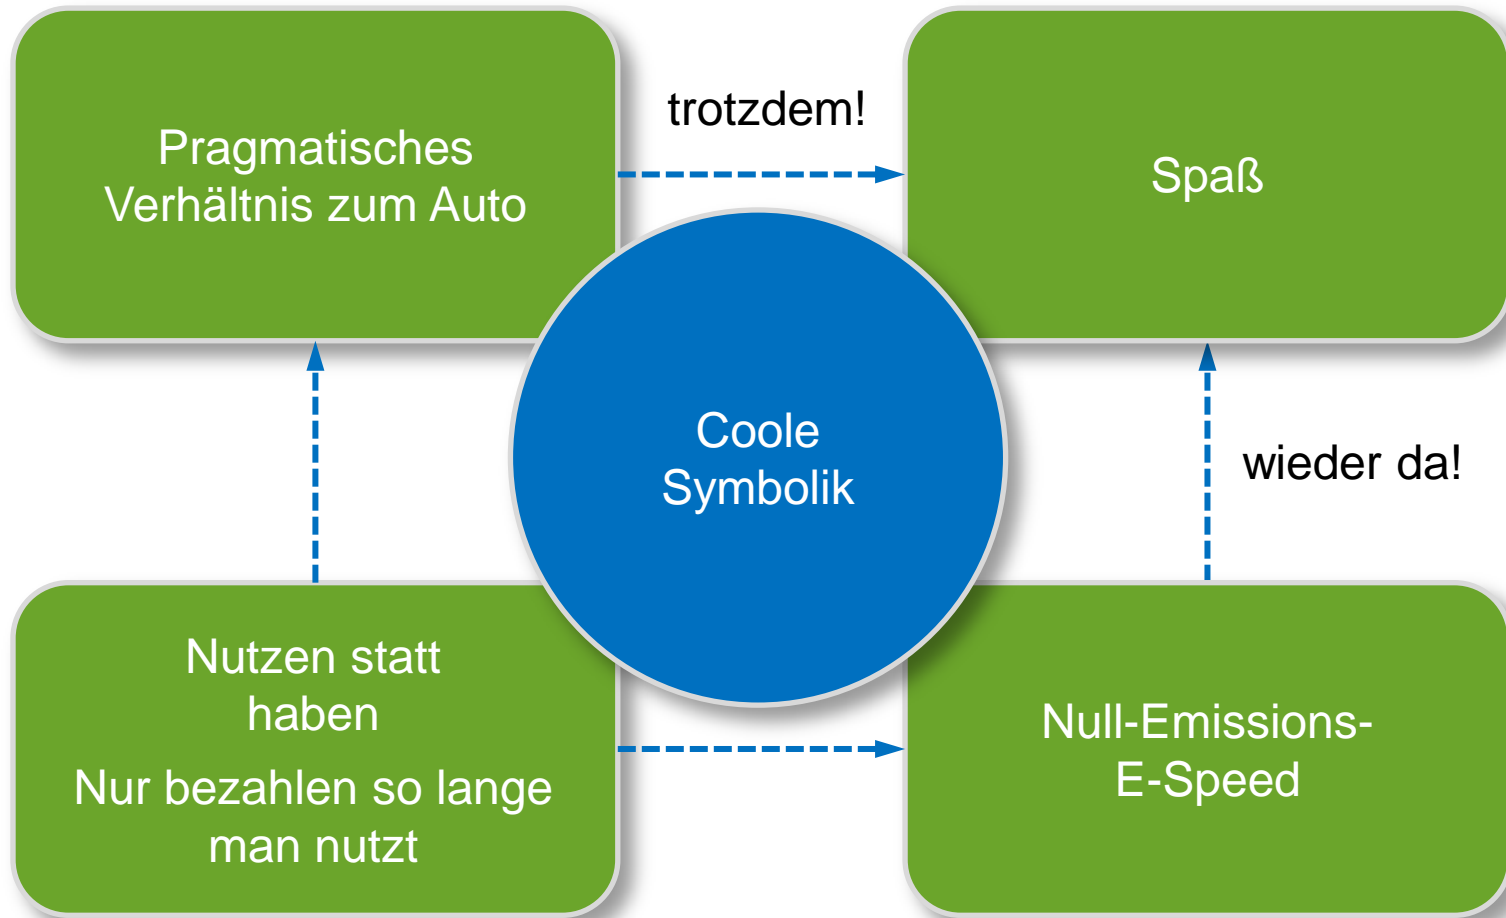 Pragmatisches
Verhältnis zum Auto
trotzdem!
Spaß
Coole
Symbolik
wieder da!
Nutzen statt
haben
Nur bezahlen so lange
man nutzt
Null-Emissions-
E-Speed